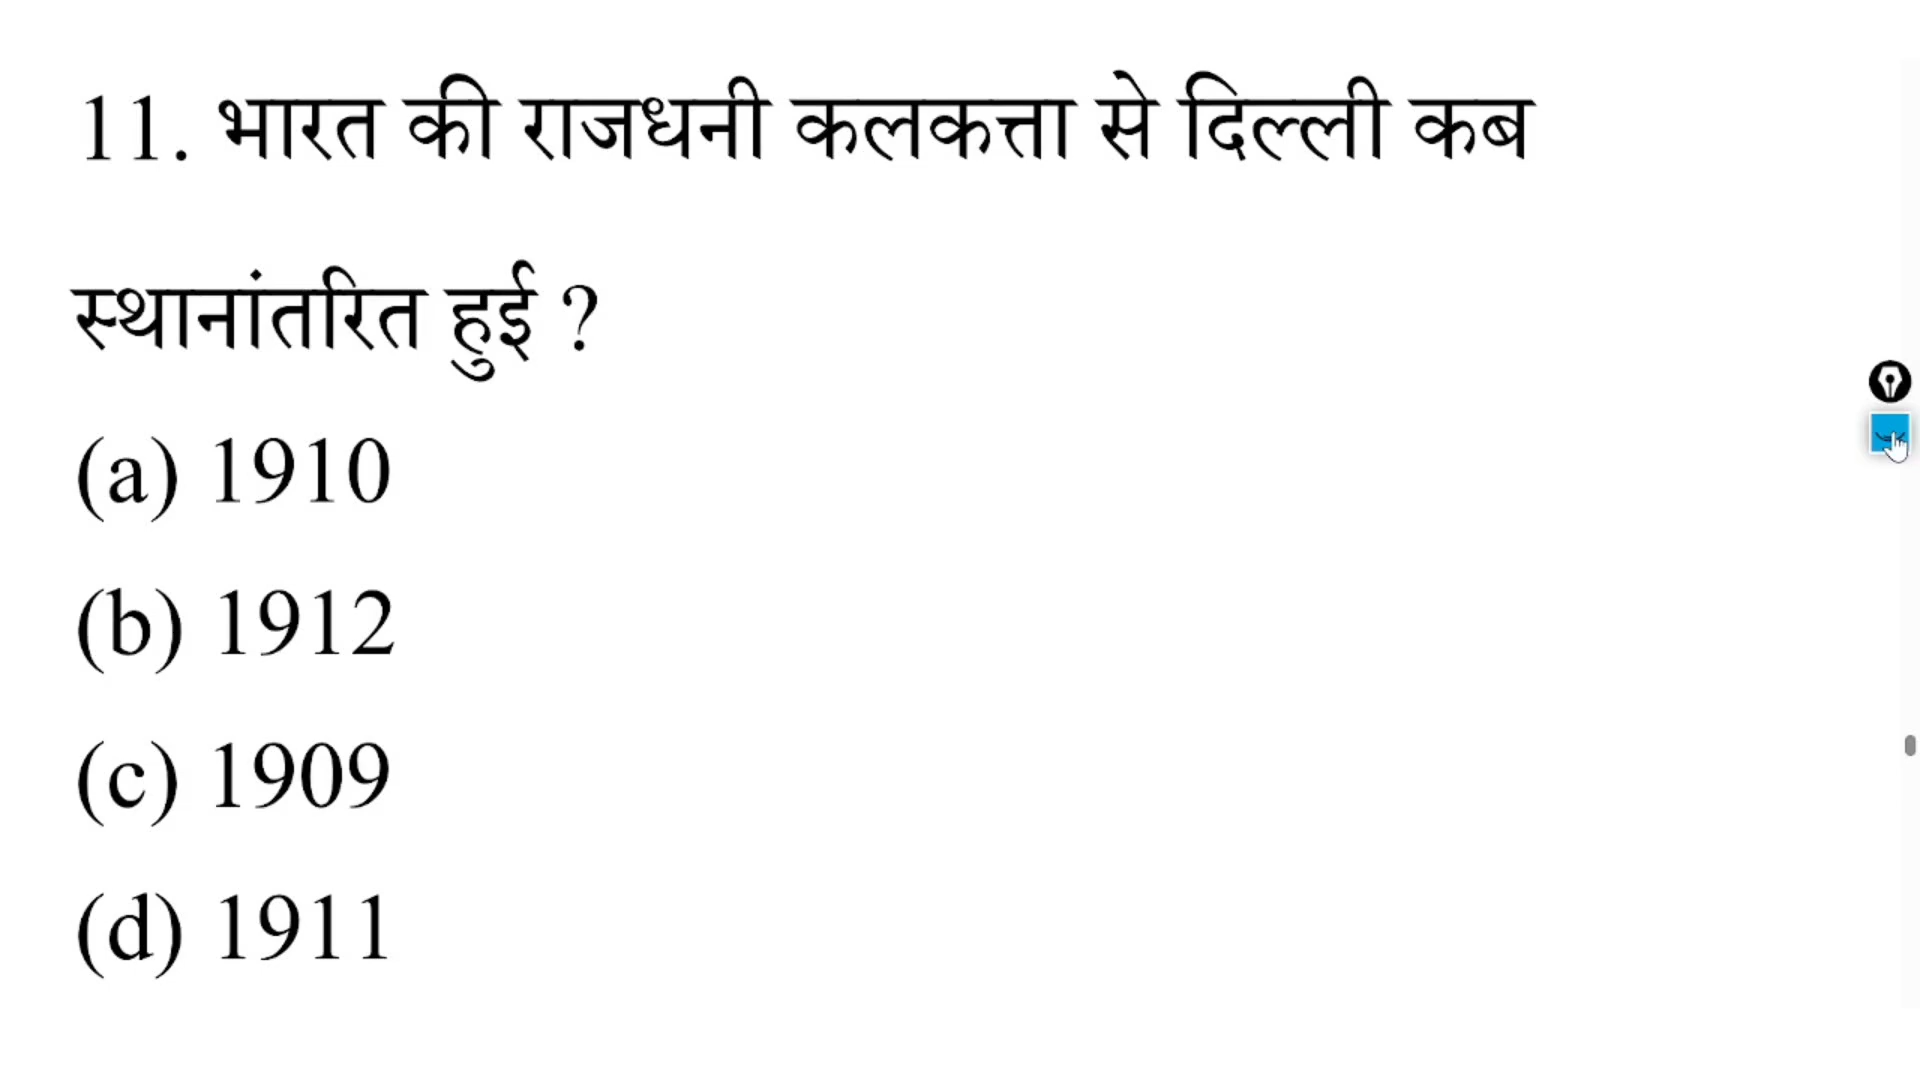 11. भारत की राजधनी कलकत्ता से दिल्ली कब
स्थानांतरित हुई ?
(a) 1910
(b) 1912
(c) 1909
(d) 1911